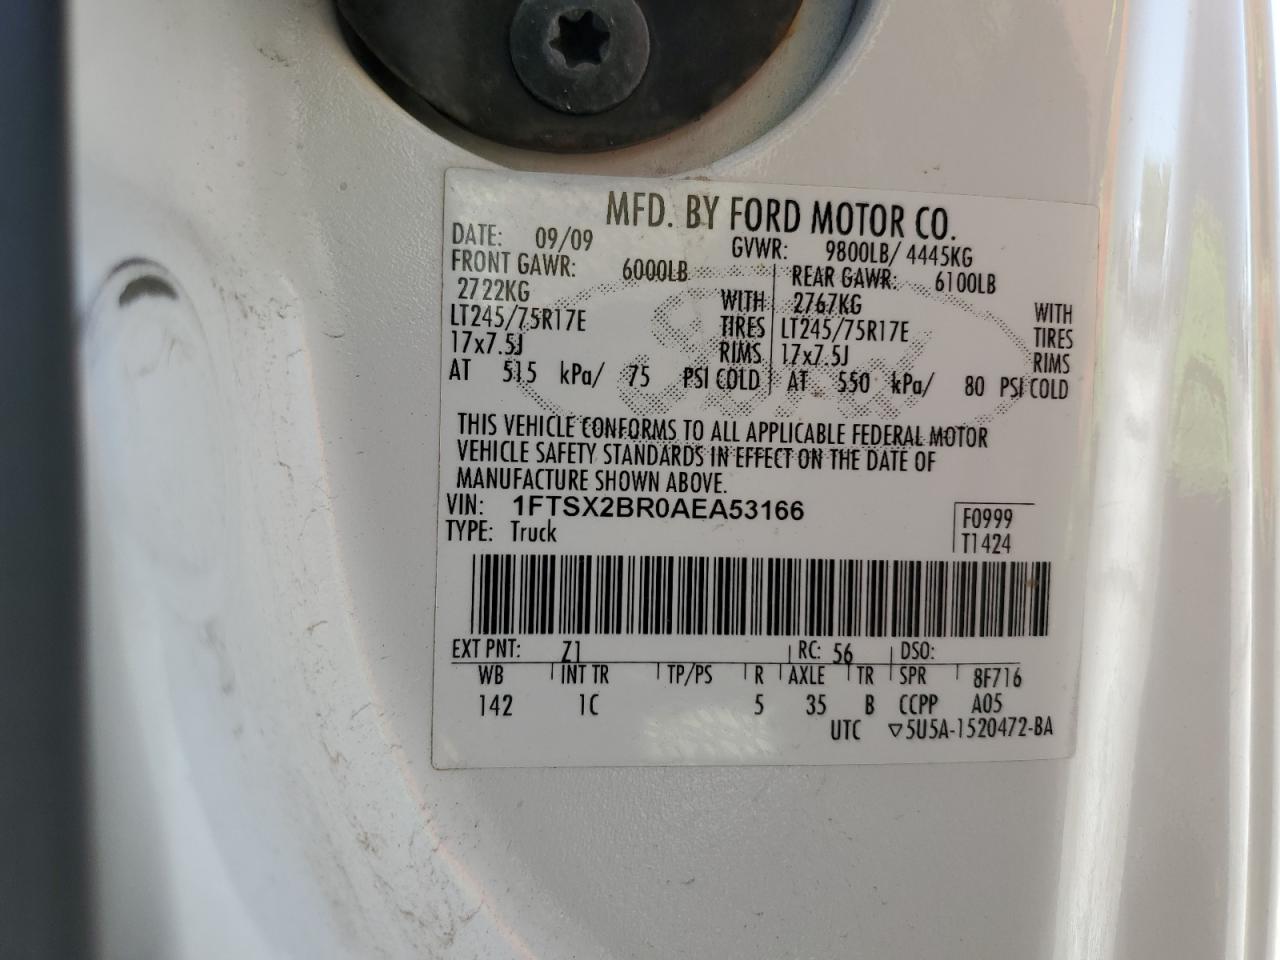 MFD. BY FORD MOTOR CO.
DATE: 09/09 GVWR: 9800LB/ 4445KG
FRONT GAWR: 6000LB REAR GAWR: 6100LB
2722KG WITH 2767KG WITH
LT245/75R17E TIRES LT245/75R17E TIRES
17x7.5J RIMS 17x7.5J RIMS
AT 515 kPa/ 75 PSI COLD AT 550 kPa/ 80 PSI COLD
THIS VEHICLE CONFORMS TO ALL APPLICABLE FEDERAL MOTOR
VEHICLE SAFETY STANDARDS IN EFFECT ON THE DATE OF
MANUFACTURE SHOWN ABOVE.
VIN: 1FTSX2BR0AEA53166 F0999
TYPE: Truck T1424
EXT PNT: Z1 RC: 56 DSO:
WB INT TR TP/PS R AXLE TR SPR 8F716
142 1C 5 35 B CCPP A05
UTC ▽5U5A-1520472-BA